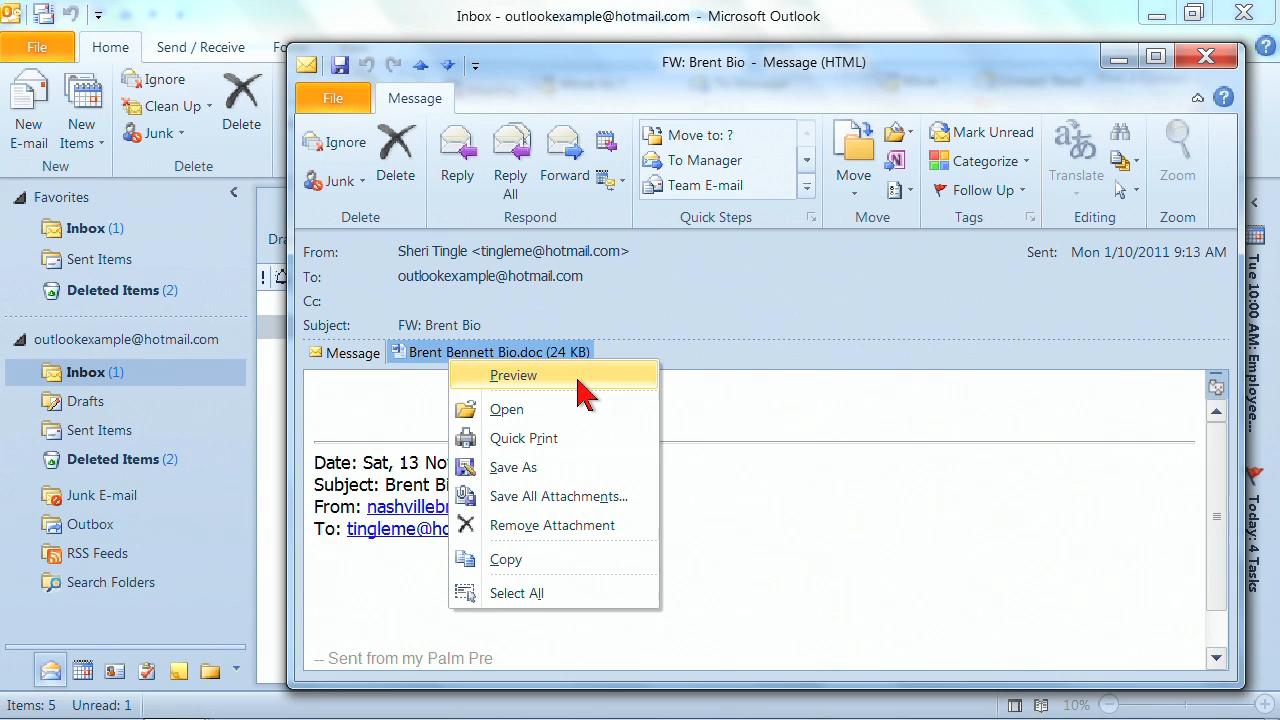 Inbox - outlookexample@hotmail.com - Microsoft Outlook
File Home Send / Receive
New E-mail
New Items
Ignore
Clean Up
Junk
Delete
New
Delete
Favorites
Inbox (1)
Sent Items
Deleted Items (2)
outlookexample@hotmail.com
Inbox (1)
Drafts
Sent Items
Deleted Items (2)
Junk E-mail
Outbox
RSS Feeds
Search Folders
Items: 5 Unread: 1
FW: Brent Bio - Message (HTML)
File Message
Ignore
Junk
Delete
Delete
Reply
Reply All
Forward
Respond
Move to: ?
To Manager
Team E-mail
Quick Steps
Move
Move
Mark Unread
Categorize
Follow Up
Tags
Translate
Editing
Zoom
Zoom
From: Sheri Tingle <tingleme@hotmail.com>
Sent: Mon 1/10/2011 9:13 AM
To: outlookexample@hotmail.com
Cc:
Subject: FW: Brent Bio
Message Brent Bennett Bio.doc (24 KB)
Preview
Open
Quick Print
Save As
Save All Attachments...
Remove Attachment
Copy
Select All
Date: Sat, 13 No
Subject: Brent Bi
From: nashvilleb
To: tingleme@ho
-- Sent from my Palm Pre
Tue 10:00 AM: Employee...
Today: 4 Tasks
10%